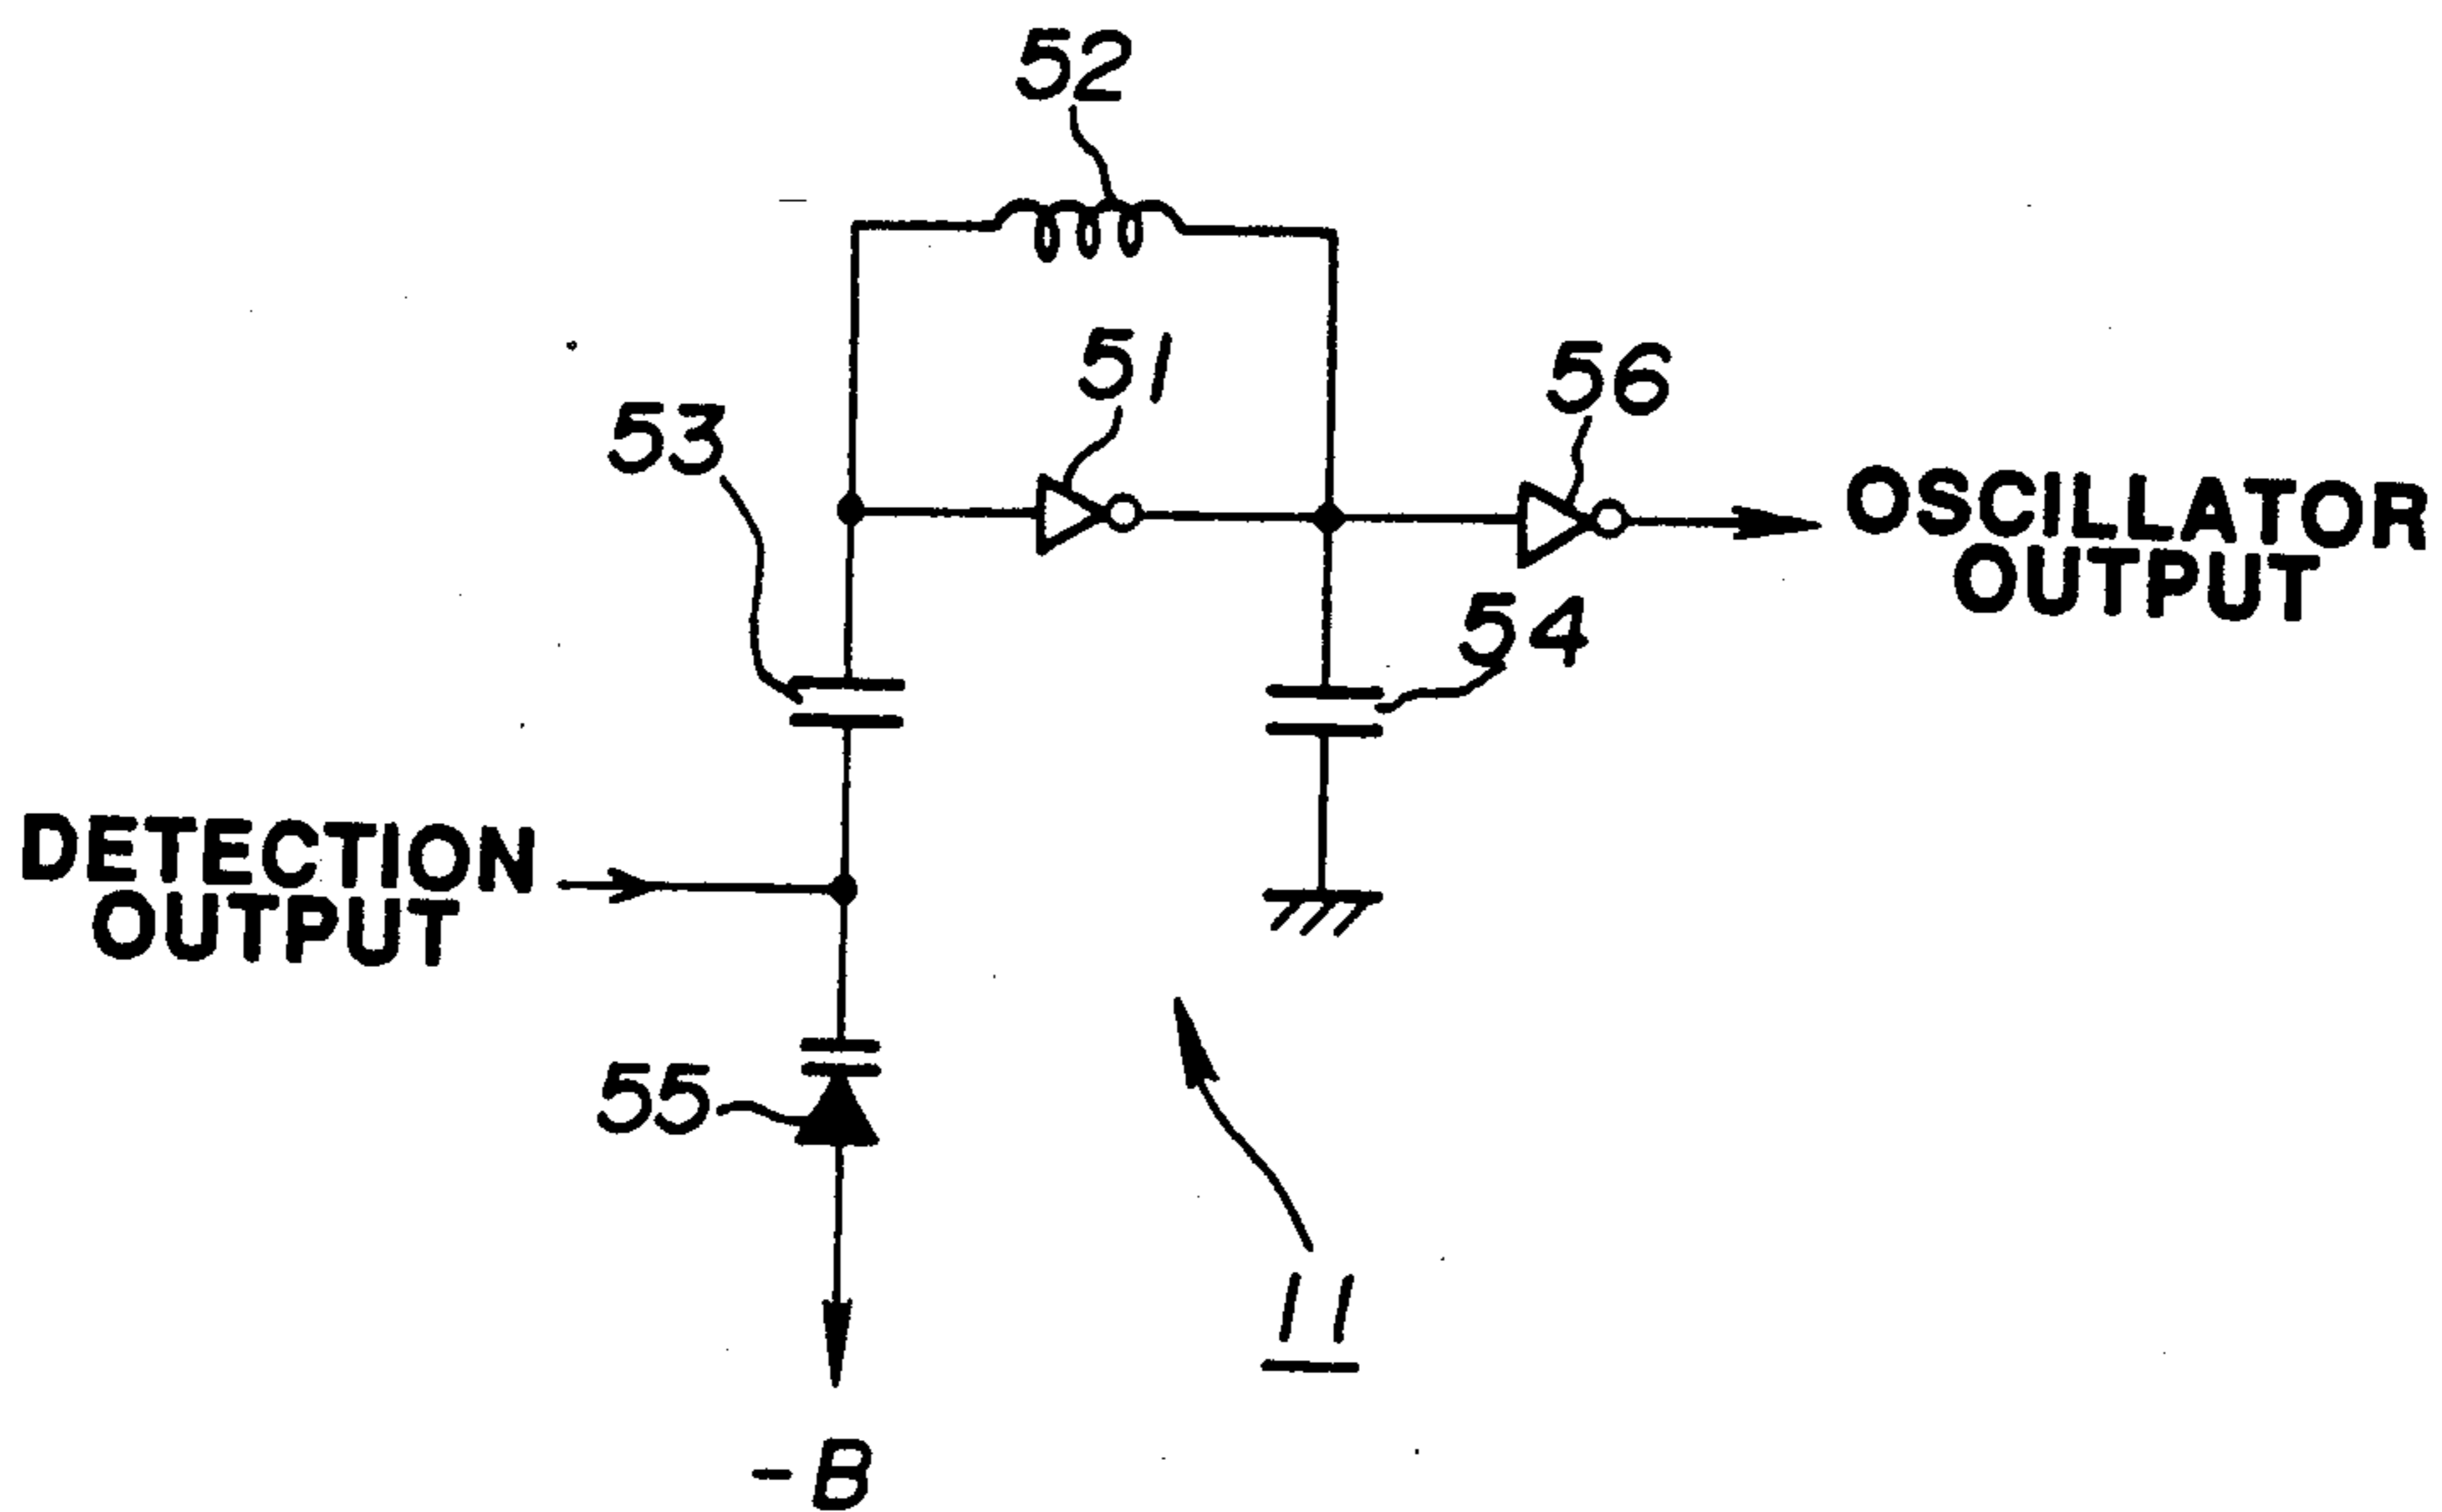 52
51
56
53
OSCILLATOR
OUTPUT
54
DETECTION
OUTPUT
55
11
-B